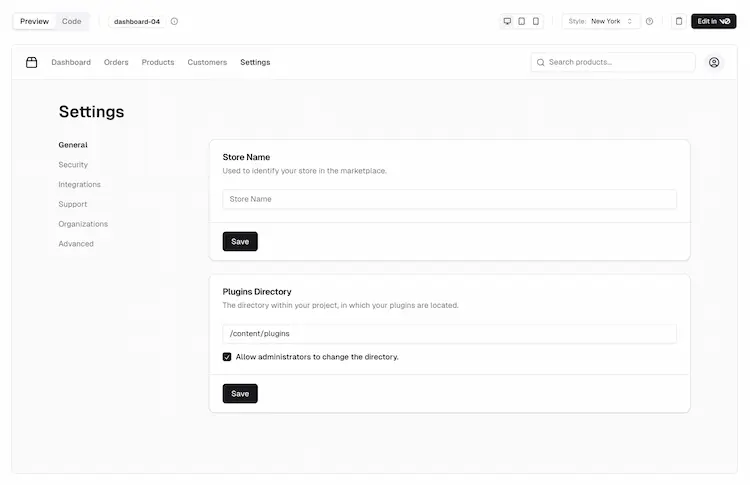 Preview Code dashboard-04 Style: New York Edit in v0
Dashboard Orders Products Customers Settings Search products...
Settings
General
Security
Integrations
Support
Organizations
Advanced
Store Name
Used to identify your store in the marketplace.
Store Name
Save
Plugins Directory
The directory within your project, in which your plugins are located.
/content/plugins
Allow administrators to change the directory.
Save